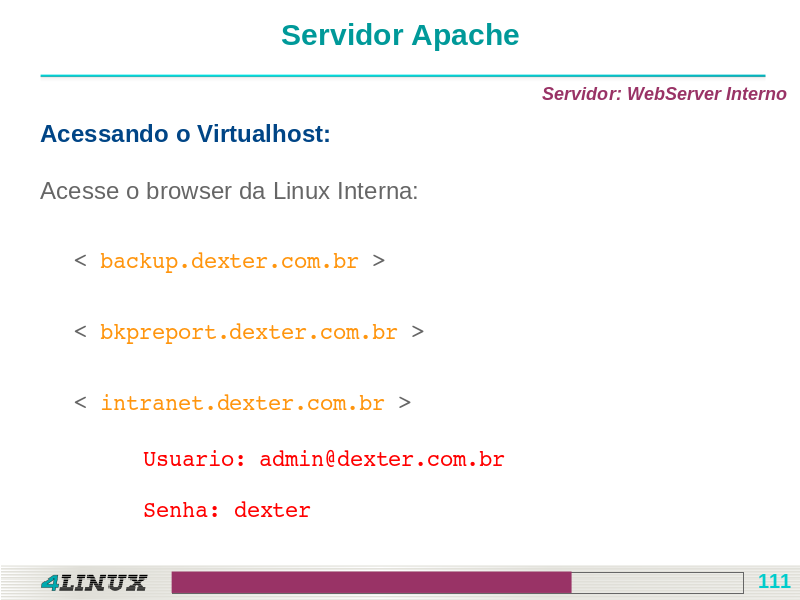 Servidor Apache
Servidor: WebServer Interno
Acessando o Virtualhost:
Acesse o browser da Linux Interna:
< backup.dexter.com.br >
< bkpreport.dexter.com.br >
< intranet.dexter.com.br >
Usuario: admin@dexter.com.br
Senha: dexter
4LINUX
111